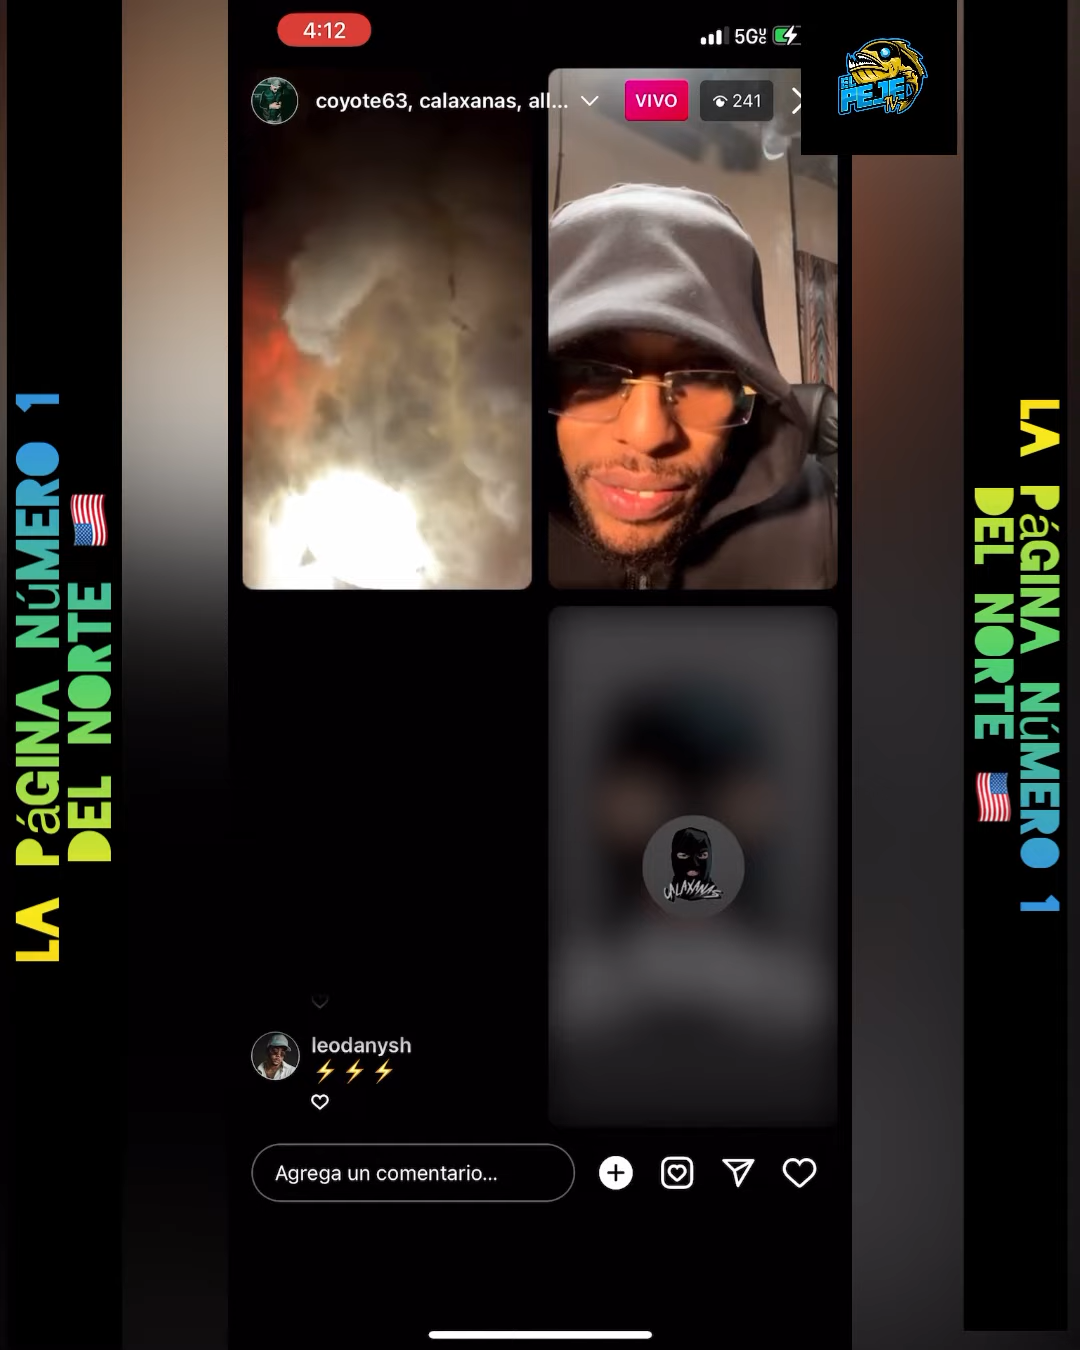 4:12
5G UC
coyote63, calaxanas, all...
VIVO
241
EL
PEJE
TV
LA PáGINA NúMERO 1
DEL NORTE 🇺🇸
LA PáGINA NúMERO 1
DEL NORTE 🇺🇸
CALAXANAS
leodanysh
⚡⚡⚡
Agrega un comentario...